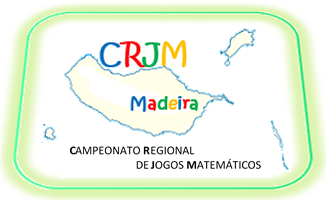 CRJM
Madeira
CAMPEONATO REGIONAL
DE JOGOS MATEMÁTICOS